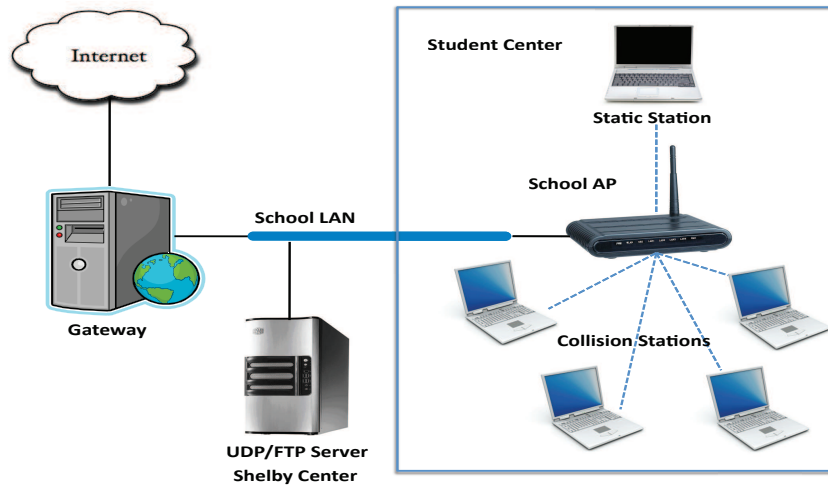 Internet
Student Center
Static Station
School AP
School LAN
Gateway
Collision Stations
UDP/FTP Server
Shelby Center